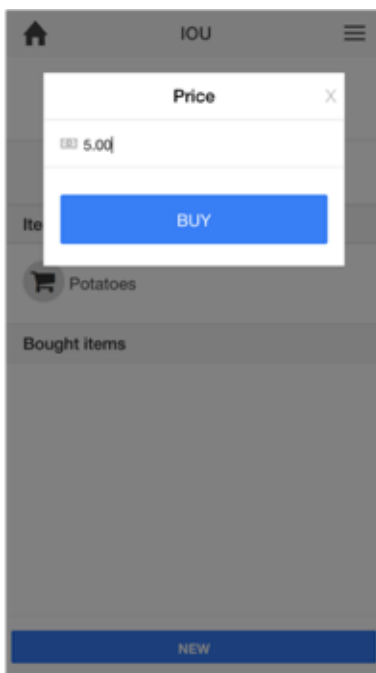 IOU
Price
X
5.00
BUY
Ite
Potatoes
Bought items
NEW